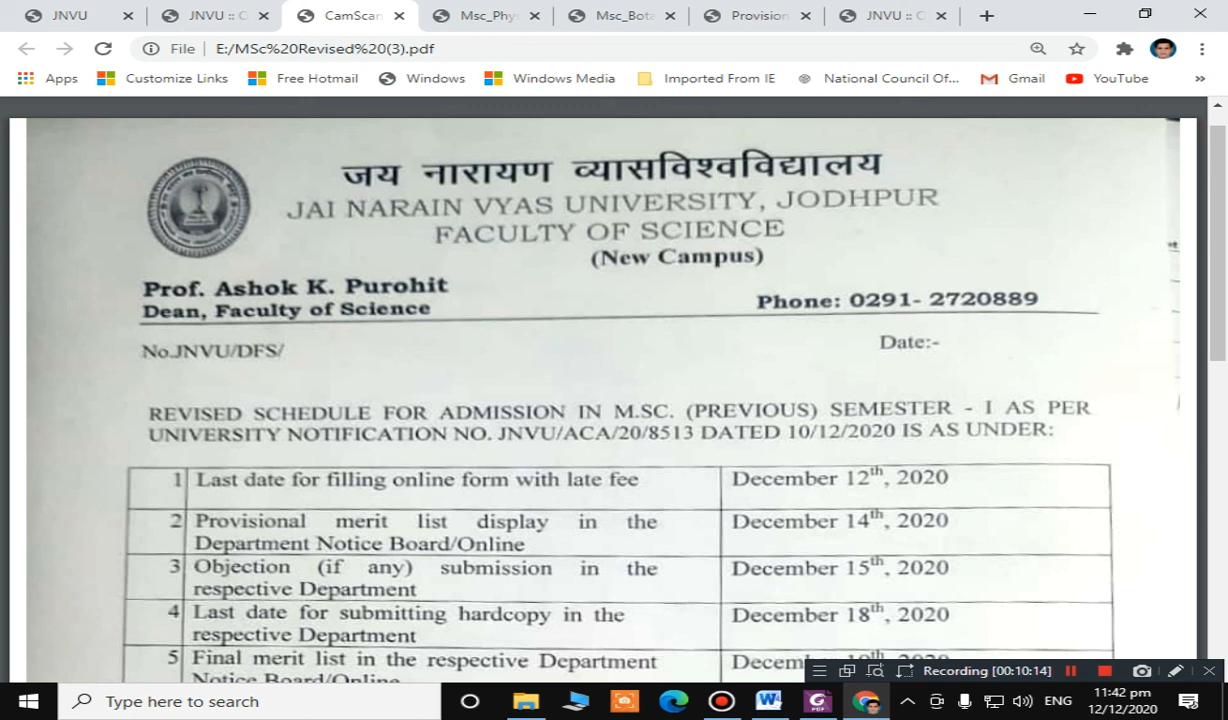 JNVU
JNVU :: C
CamScan
Msc_Phy
Msc_Bota
Provision
JNVU :: C
File
E:/MSc%20Revised%20(3).pdf
Apps
Customize Links
Free Hotmail
Windows
Windows Media
Imported From IE
National Council Of...
Gmail
YouTube
»
जय नारायण व्यासविश्वविद्यालय
JAI NARAIN VYAS UNIVERSITY, JODHPUR
FACULTY OF SCIENCE
(New Campus)
Prof. Ashok K. Purohit
Dean, Faculty of Science
Phone: 0291- 2720889
No.JNVU/DFS/
Date:-
REVISED SCHEDULE FOR ADMISSION IN M.SC. (PREVIOUS) SEMESTER - I AS PER
UNIVERSITY NOTIFICATION NO. JNVU/ACA/20/8513 DATED 10/12/2020 IS AS UNDER:
1 Last date for filling online form with late fee December 12th, 2020
2 Provisional merit list display in the December 14th, 2020
Department Notice Board/Online
3 Objection (if any) submission in the December 15th, 2020
respective Department
4 Last date for submitting hardcopy in the December 18th, 2020
respective Department
5 Final merit list in the respective Department Decem
Notice Board/Online
Recording [00:10:14]
Type here to search
ENG
11:42 pm
12/12/2020